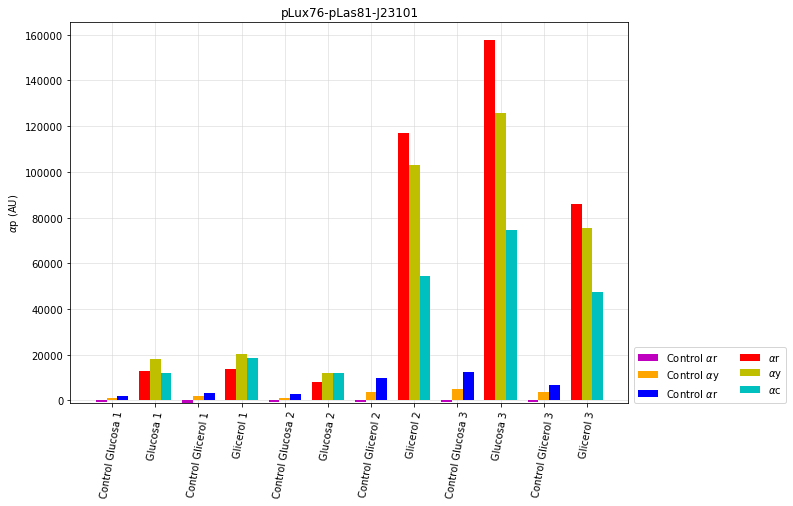 pLux76-pLas81-J23101
αp (AU)
160000
140000
120000
100000
80000
60000
40000
20000
0
Control Glucosa 1
Glucosa 1
Control Glicerol 1
Glicerol 1
Control Glucosa 2
Glucosa 2
Control Glicerol 2
Glicerol 2
Control Glucosa 3
Glucosa 3
Control Glicerol 3
Glicerol 3
Control αr
Control αy
Control αr
αr
αy
αc